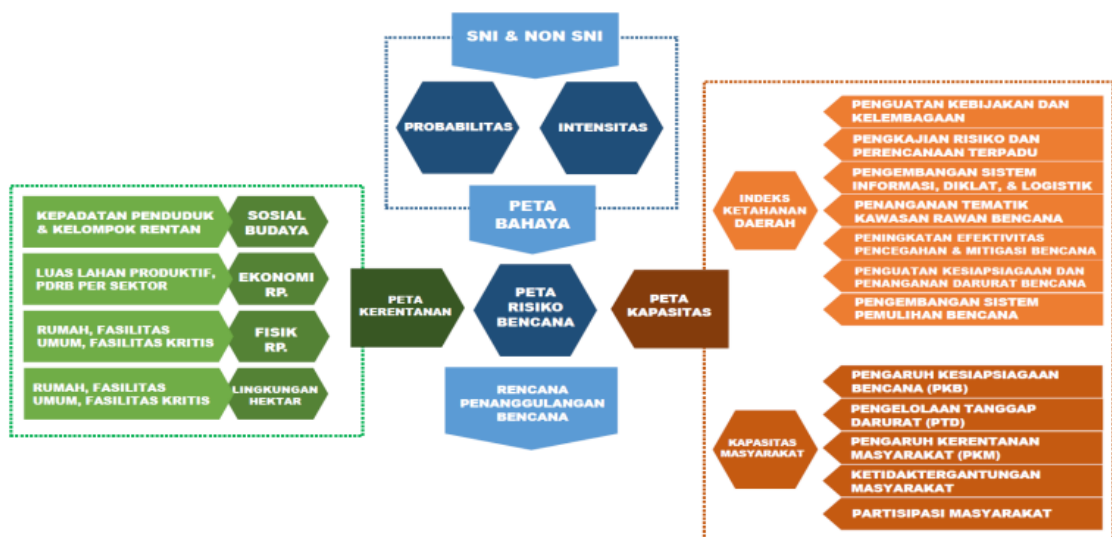 SNI & NON SNI
PROBABILITAS
INTENSITAS
PETA
BAHAYA
KEPADATAN PENDUDUK
& KELOMPOK RENTAN
SOSIAL
BUDAYA
LUAS LAHAN PRODUKTIF,
PDRB PER SEKTOR
EKONOMI
RP.
RUMAH, FASILITAS
UMUM, FASILITAS KRITIS
FISIK
RP.
RUMAH, FASILITAS
UMUM, FASILITAS KRITIS
LINGKUNGAN
HEKTAR
PETA
KERENTANAN
PETA
RISIKO
BENCANA
PETA
KAPASITAS
RENCANA
PENANGGULANGAN
BENCANA
INDEKS
KETAHANAN
DAERAH
PENGUATAN KEBIJAKAN DAN
KELEMBAGAAN
PENGKAJIAN RISIKO DAN
PERENCANAAN TERPADU
PENGEMBANGAN SISTEM
INFORMASI, DIKLAT, & LOGISTIK
PENANGANAN TEMATIK
KAWASAN RAWAN BENCANA
PENINGKATAN EFEKTIVITAS
PENCEGAHAN & MITIGASI BENCANA
PENGUATAN KESIAPSIAGAAN DAN
PENANGANAN DARURAT BENCANA
PENGEMBANGAN SISTEM
PEMULIHAN BENCANA
KAPASITAS
MASYARAKAT
PENGARUH KESIAPSIAGAAN
BENCANA (PKB)
PENGELOLAAN TANGGAP
DARURAT (PTD)
PENGARUH KERENTANAN
MASYARAKAT (PKM)
KETIDAKTERGANTUNGAN
MASYARAKAT
PARTISIPASI MASYARAKAT